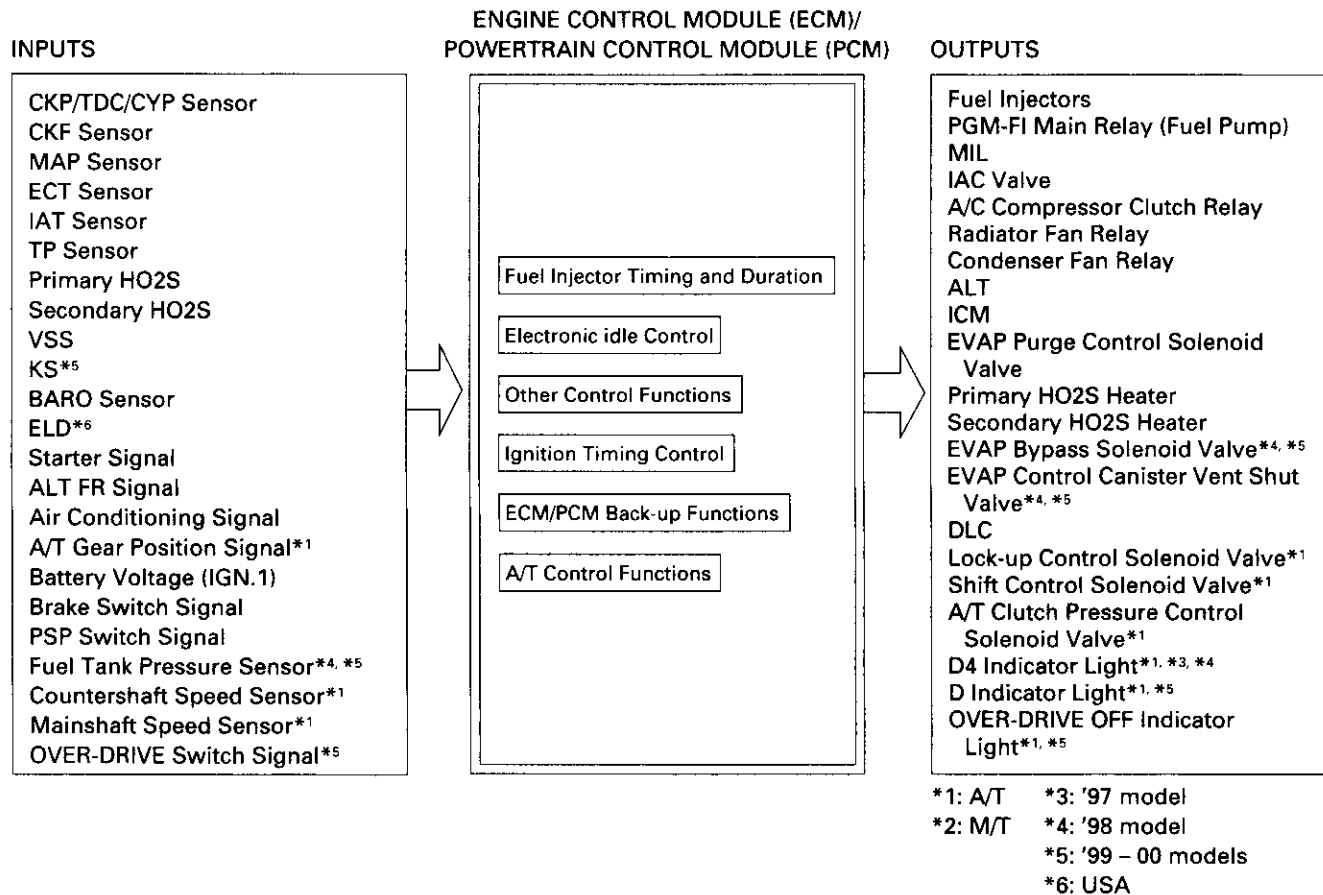 ENGINE CONTROL MODULE (ECM)/
POWERTRAIN CONTROL MODULE (PCM)
INPUTS
CKP/TDC/CYP Sensor
CKF Sensor
MAP Sensor
ECT Sensor
IAT Sensor
TP Sensor
Primary HO2S
Secondary HO2S
VSS
KS*5
BARO Sensor
ELD*6
Starter Signal
ALT FR Signal
Air Conditioning Signal
A/T Gear Position Signal*1
Battery Voltage (IGN.1)
Brake Switch Signal
PSP Switch Signal
Fuel Tank Pressure Sensor*4, *5
Countershaft Speed Sensor*1
Mainshaft Speed Sensor*1
OVER-DRIVE Switch Signal*5
Fuel Injector Timing and Duration
Electronic idle Control
Other Control Functions
Ignition Timing Control
ECM/PCM Back-up Functions
A/T Control Functions
OUTPUTS
Fuel Injectors
PGM-FI Main Relay (Fuel Pump)
MIL
IAC Valve
A/C Compressor Clutch Relay
Radiator Fan Relay
Condenser Fan Relay
ALT
ICM
EVAP Purge Control Solenoid
Valve
Primary HO2S Heater
Secondary HO2S Heater
EVAP Bypass Solenoid Valve*4, *5
EVAP Control Canister Vent Shut
Valve*4, *5
DLC
Lock-up Control Solenoid Valve*1
Shift Control Solenoid Valve*1
A/T Clutch Pressure Control
Solenoid Valve*1
D4 Indicator Light*1, *3, *4
D Indicator Light*1, *5
OVER-DRIVE OFF Indicator
Light*1, *5
*1: A/T *3: '97 model
*2: M/T *4: '98 model
*5: '99 – 00 models
*6: USA